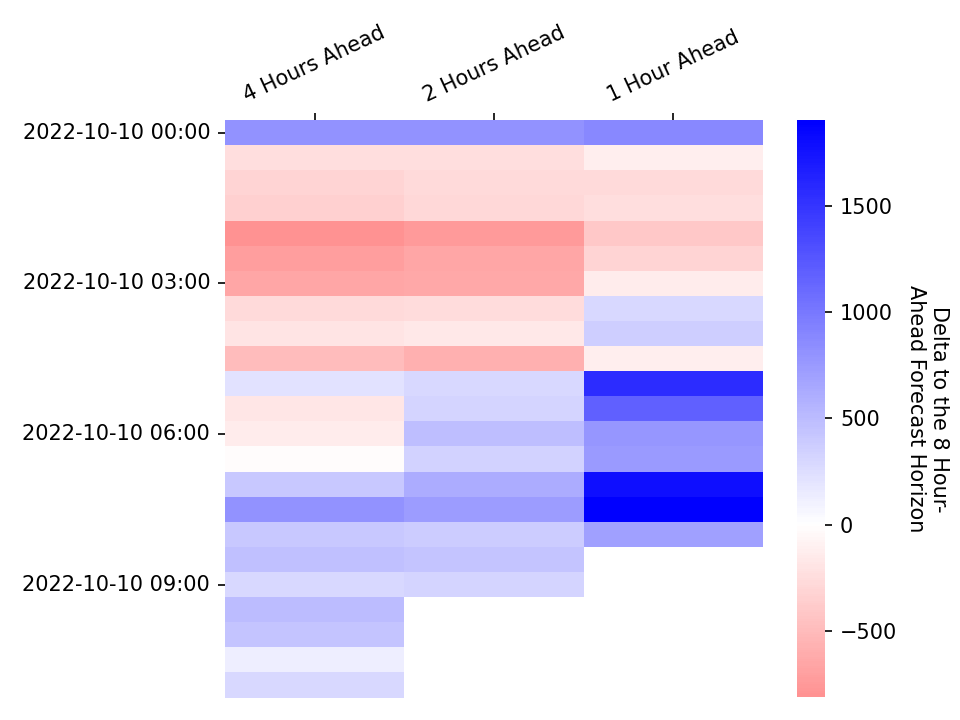 4 Hours Ahead
2 Hours Ahead
1 Hour Ahead
2022-10-10 00:00
2022-10-10 03:00
2022-10-10 06:00
2022-10-10 09:00
1500
1000
500
0
−500
Delta to the 8 Hour-
Ahead Forecast Horizon